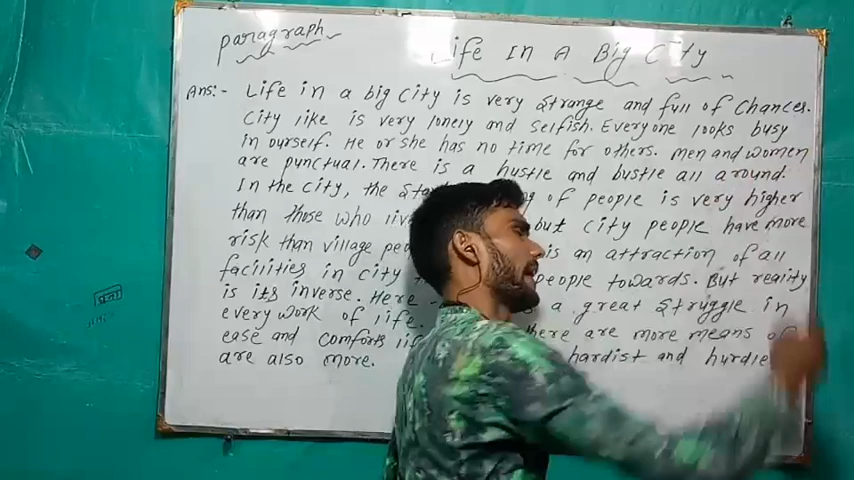 paragraph Life In A Big City
Ans:- Life in a big City is very strange and full of Chances.
City like is very lonely and selfish. Everyone looks busy
in ourself. He or she has no time for others. men and women
are punctual. There is a hustle and bustle all around.
In the City, the of people is very higher
than those who but City people have more
risk than village is an attraction of all
facilities in City people towards. But reality
is its inverse. Here a great struggle in
every work of life. there are more means of
ease and Comforts hardist and hurdle
are also more.